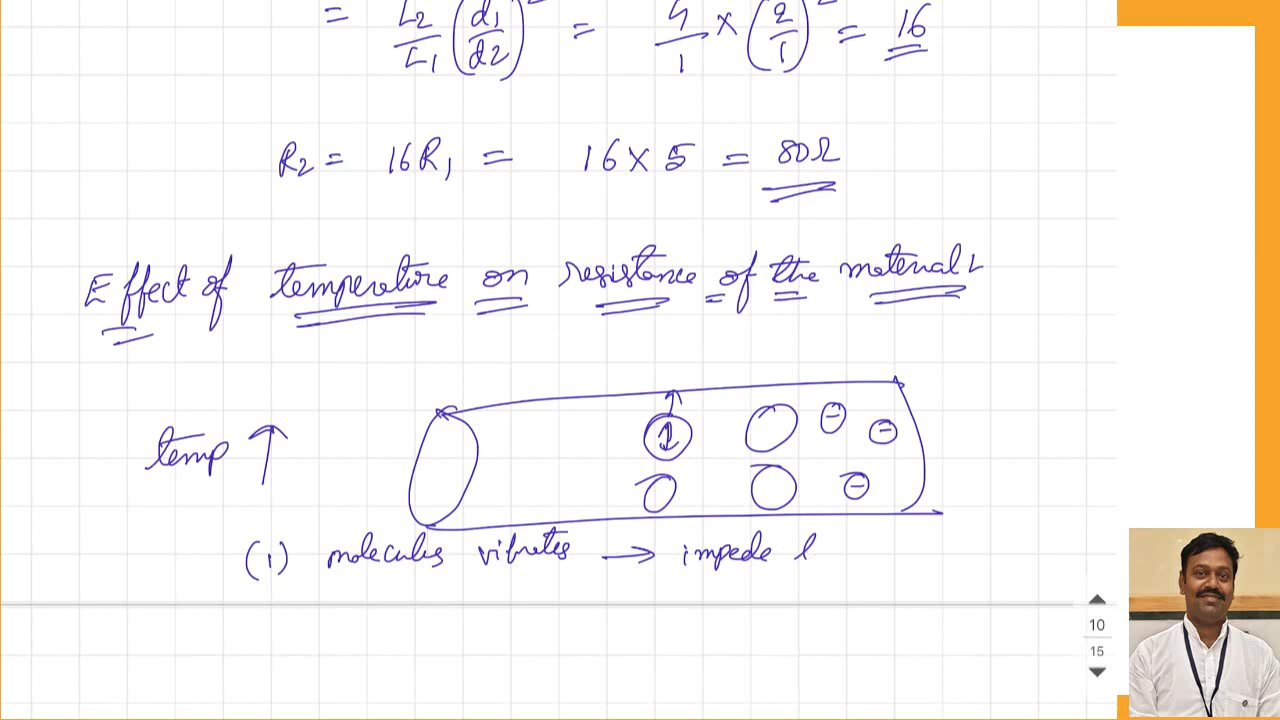 = L2/L1 (d1/d2)² = 4/1 × (2/1)² = 16
R2 = 16R1 = 16 × 5 = 80Ω
Effect of temperature on resistance of the material
temp ↑
(1) molecules vibrates → impede
10
15